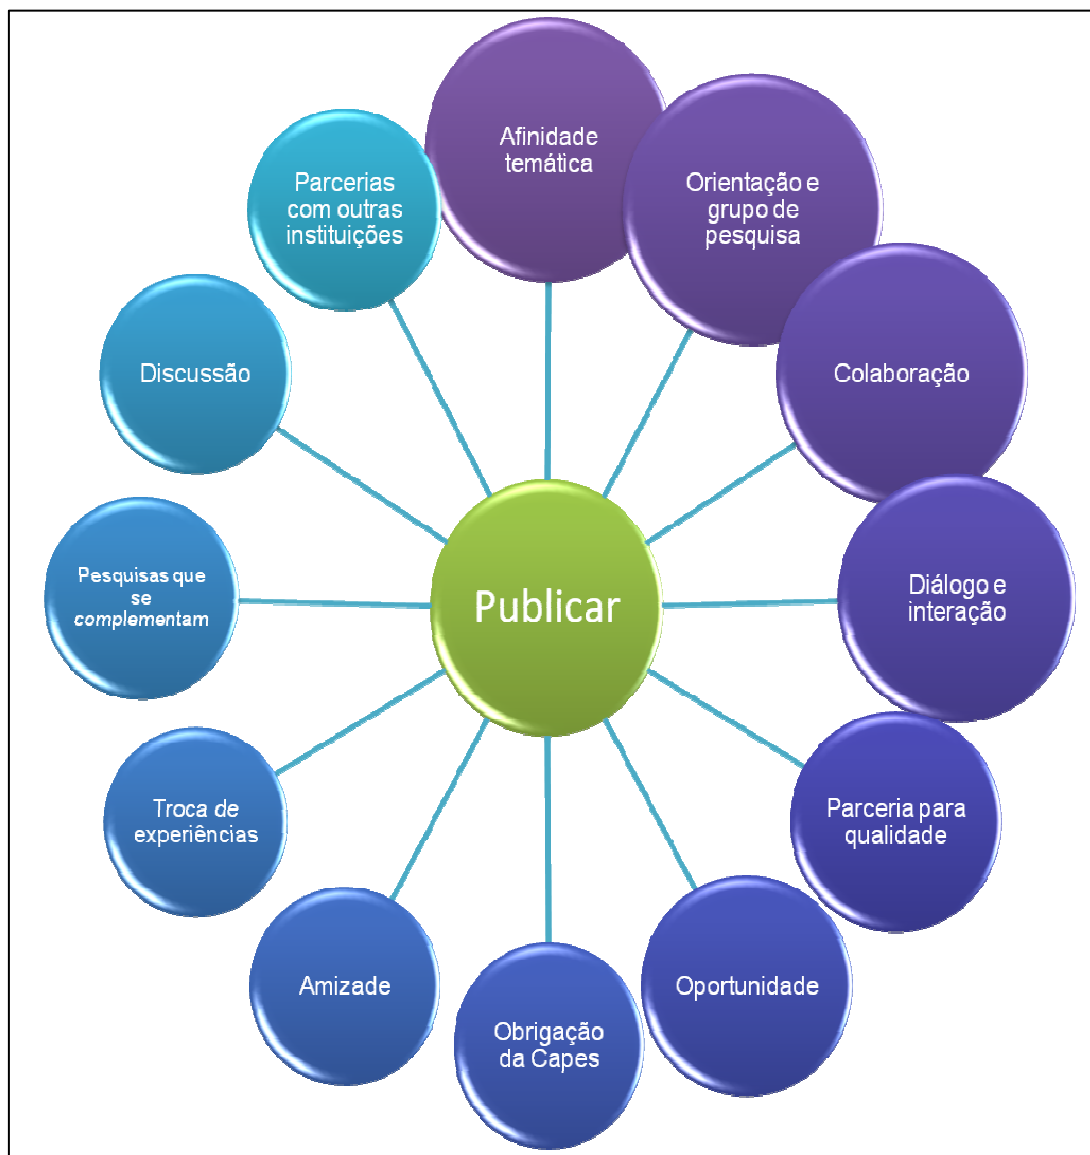 Afinidade
temática
Orientação e
grupo de
pesquisa
Colaboração
Diálogo e
interação
Parceria para
qualidade
Oportunidade
Obrigação
da Capes
Amizade
Troca de
experiências
Pesquisas que
se
complementam
Discussão
Parcerias
com outras
instituições
Publicar